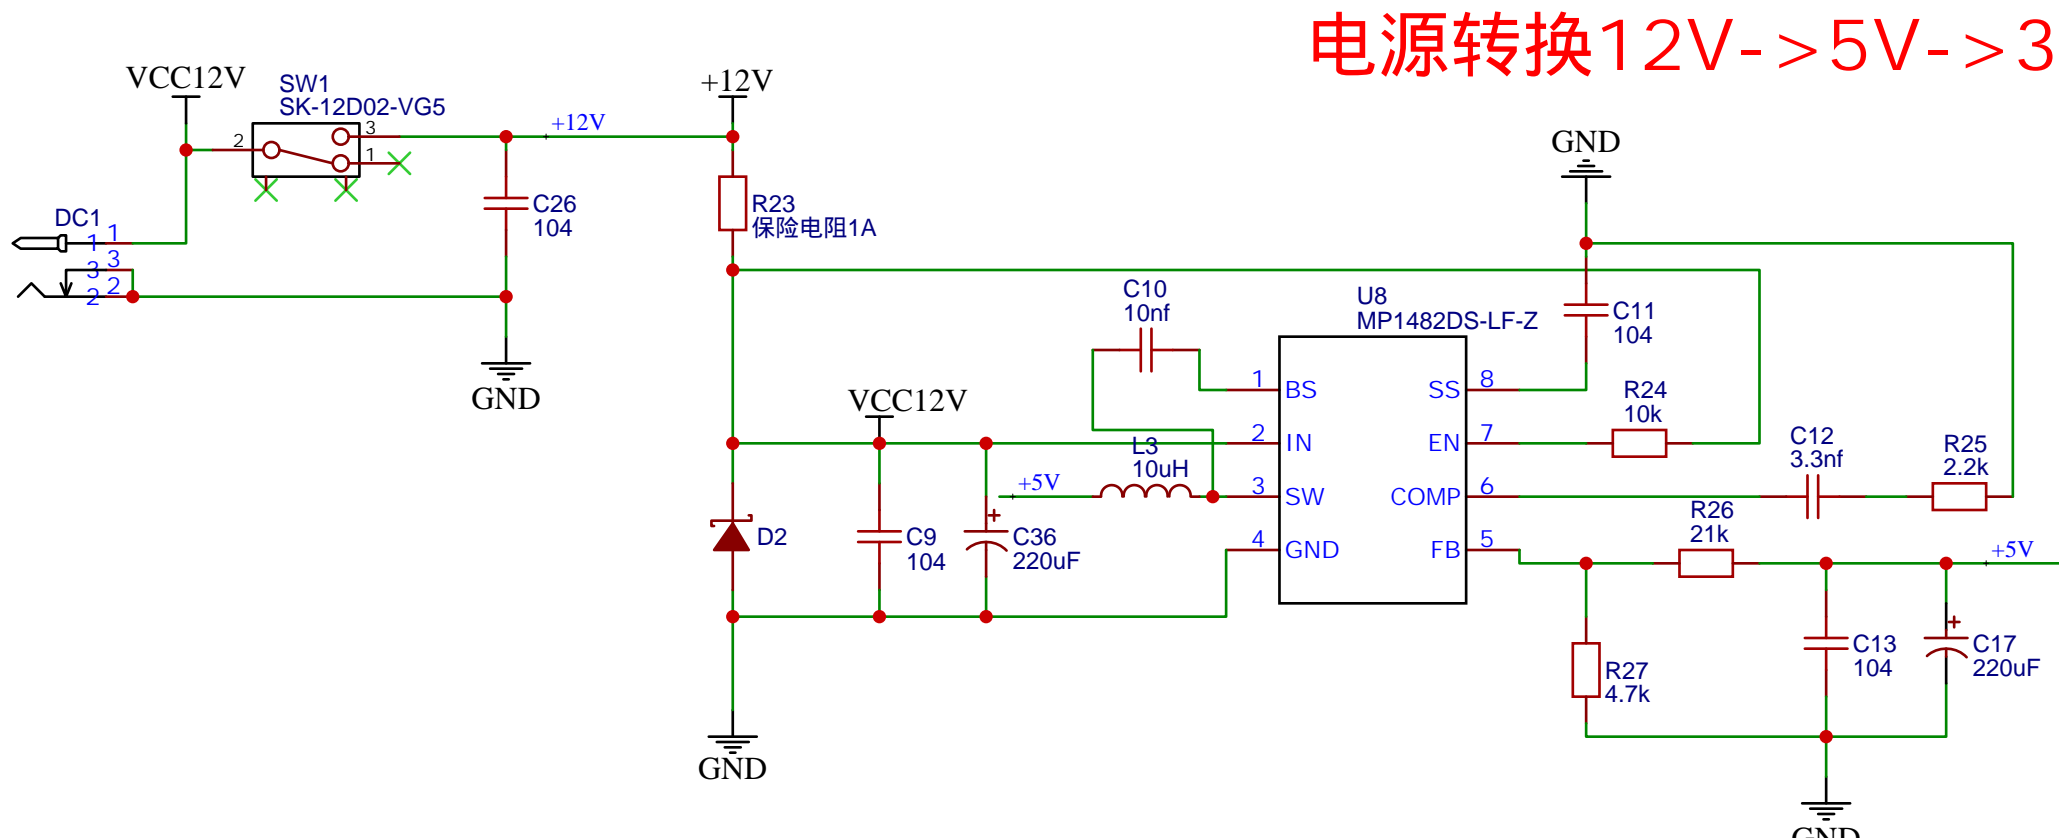 电源转换12V->5V->3
VCC12V
SW1
SK-12D02-VG5
2
3
1
+12V
+12V
C26
104
R23
保险电阻1A
DC1
1
1
3
3
2
2
GND
GND
C10
10nf
U8
MP1482DS-LF-Z
C11
104
1
BS
SS
8
R24
10k
VCC12V
2
IN
EN
7
L3
10uH
C12
3.3nf
R25
2.2k
+5V
3
SW
COMP
6
R26
21k
D2
C9
104
C36
220uF
4
GND
FB
5
+5V
R27
4.7k
C13
104
C17
220uF
GND
GND